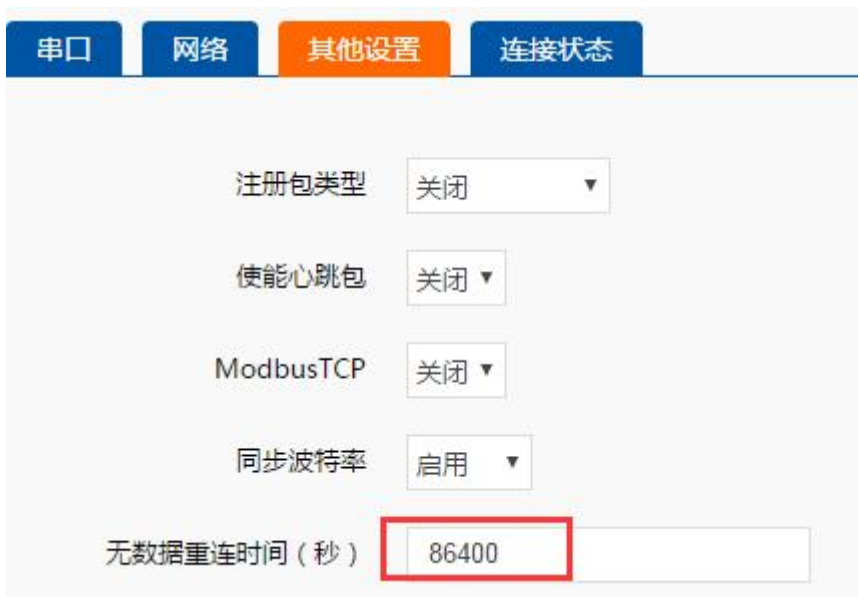 串口 网络 其他设置 连接状态
注册包类型 关闭
使能心跳包 关闭
ModbusTCP 关闭
同步波特率 启用
无数据重连时间（秒） 86400